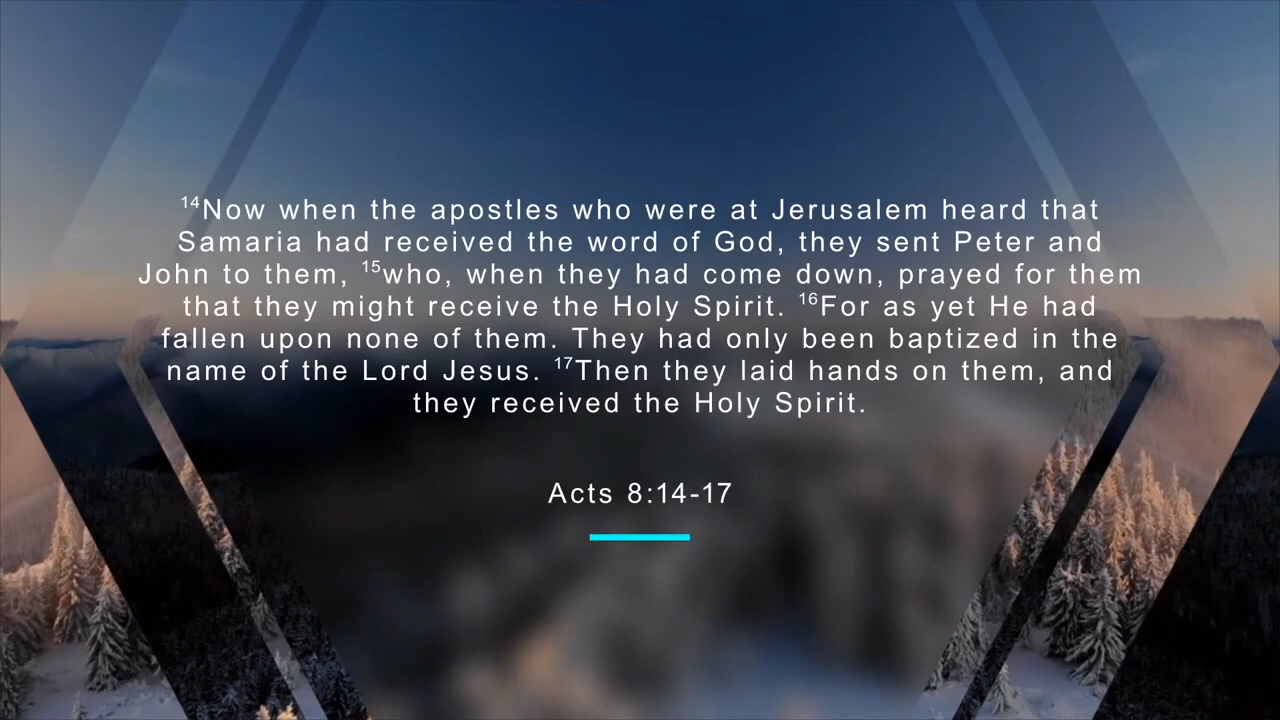 14Now when the apostles who were at Jerusalem heard that
Samaria had received the word of God, they sent Peter and
John to them, 15who, when they had come down, prayed for them
that they might receive the Holy Spirit. 16For as yet He had
fallen upon none of them. They had only been baptized in the
name of the Lord Jesus. 17Then they laid hands on them, and
they received the Holy Spirit.
Acts 8:14-17